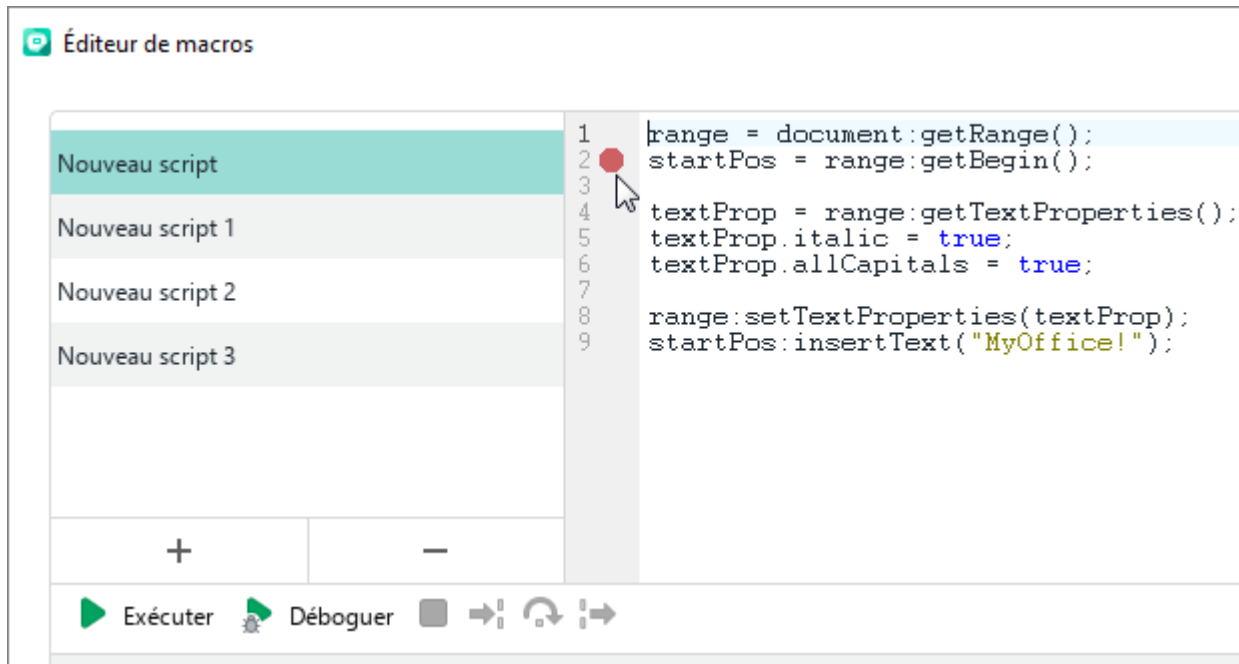 Éditeur de macros
Nouveau script
Nouveau script 1
Nouveau script 2
Nouveau script 3
+ −
1 range = document:getRange();
2 startPos = range:getBegin();
3
4 textProp = range:getTextProperties();
5 textProp.italic = true;
6 textProp.allCapitals = true;
7
8 range:setTextProperties(textProp);
9 startPos:insertText("MyOffice!");
Exécuter Déboguer